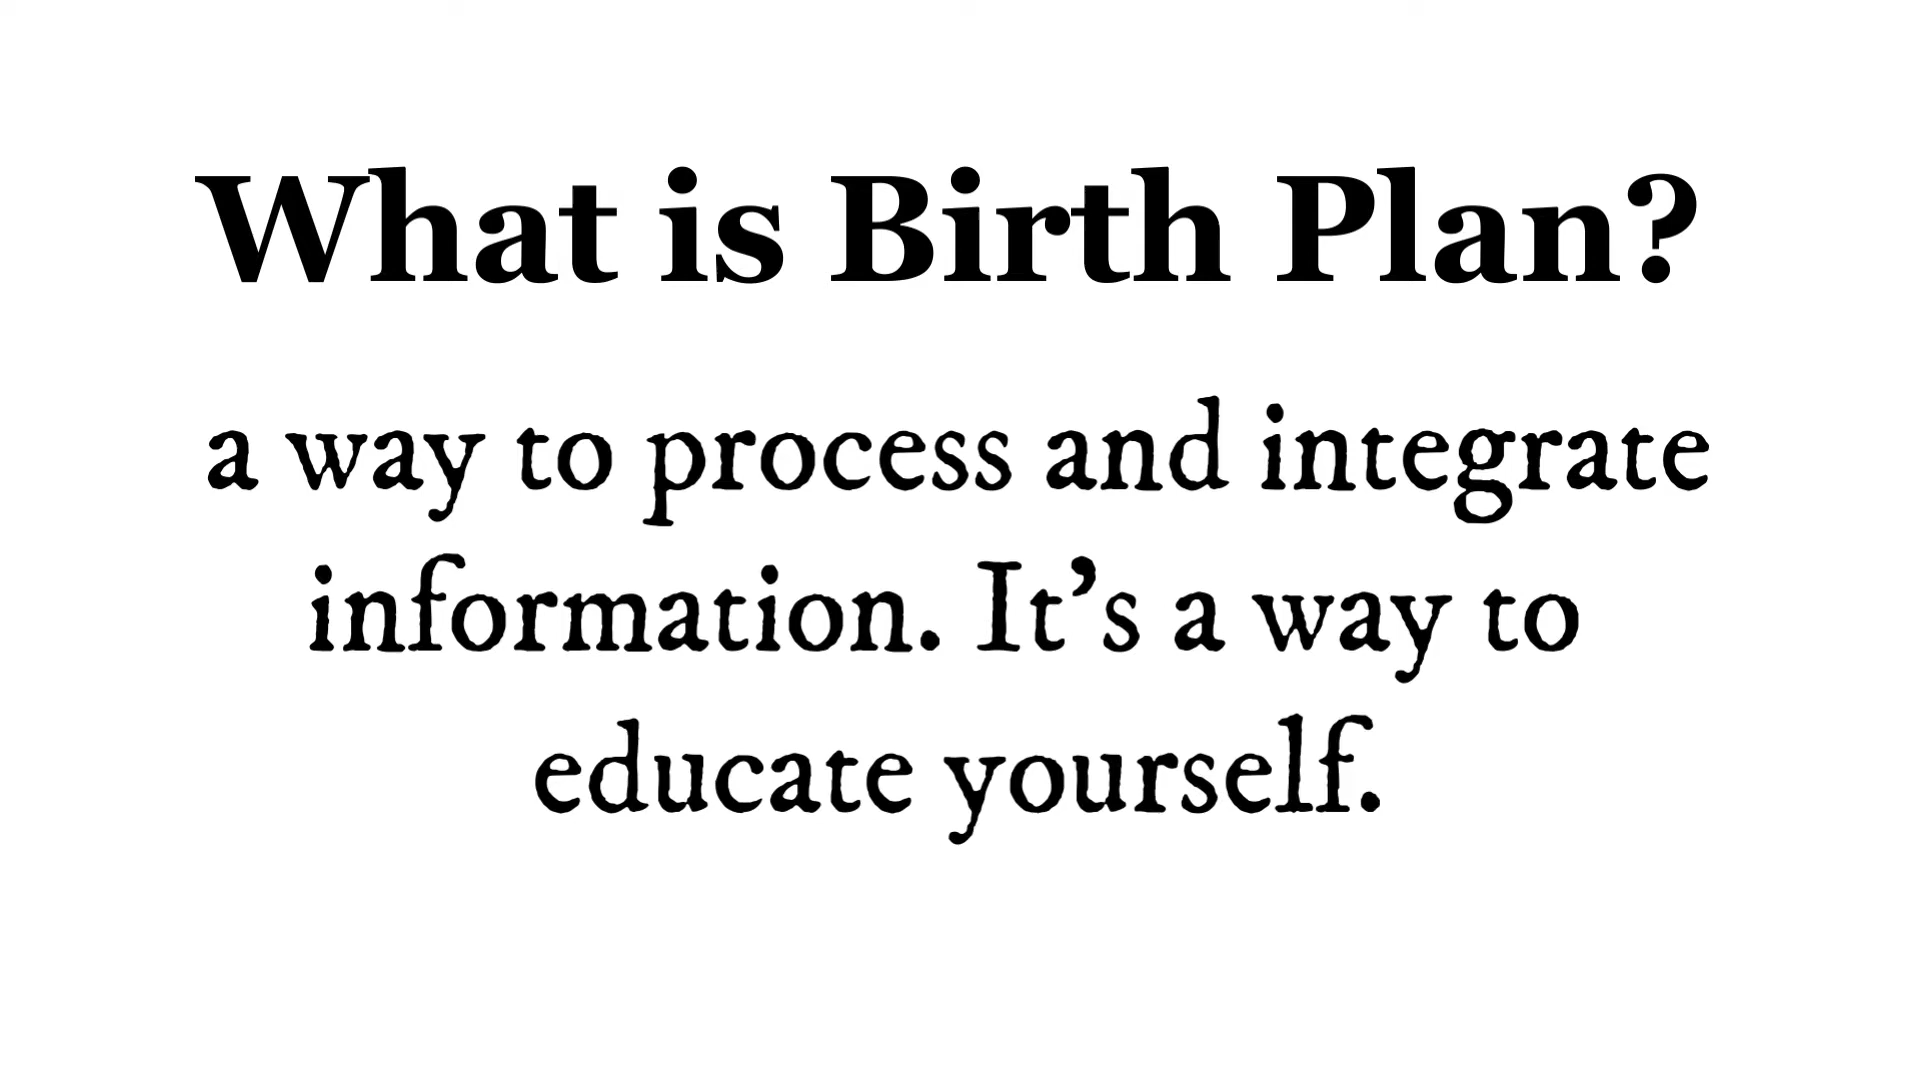 What is Birth Plan?
a way to process and integrate
information. It’s a way to
educate yourself.